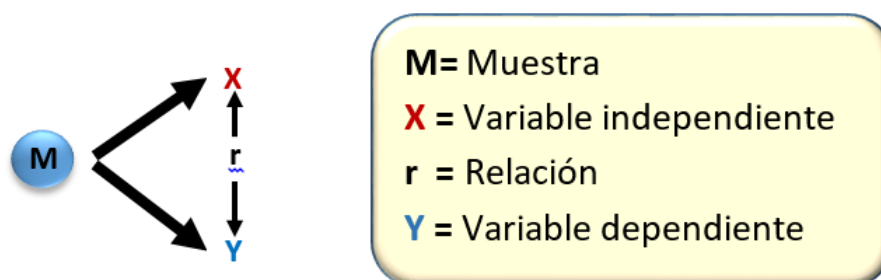 X
M
r
Y
M= Muestra
X = Variable independiente
r = Relación
Y = Variable dependiente